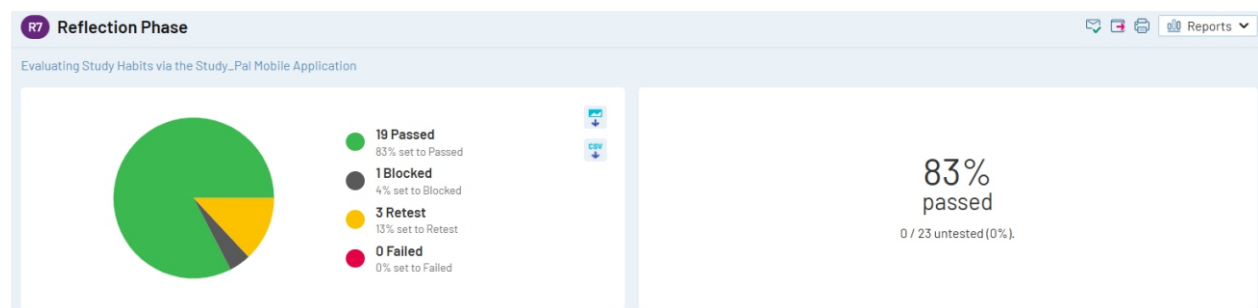 R7 Reflection Phase
Reports
Evaluating Study Habits via the Study_Pal Mobile Application
19 Passed
83% set to Passed
1 Blocked
4% set to Blocked
3 Retest
13% set to Retest
0 Failed
0% set to Failed
CSV
83%
passed
0 / 23 untested (0%).